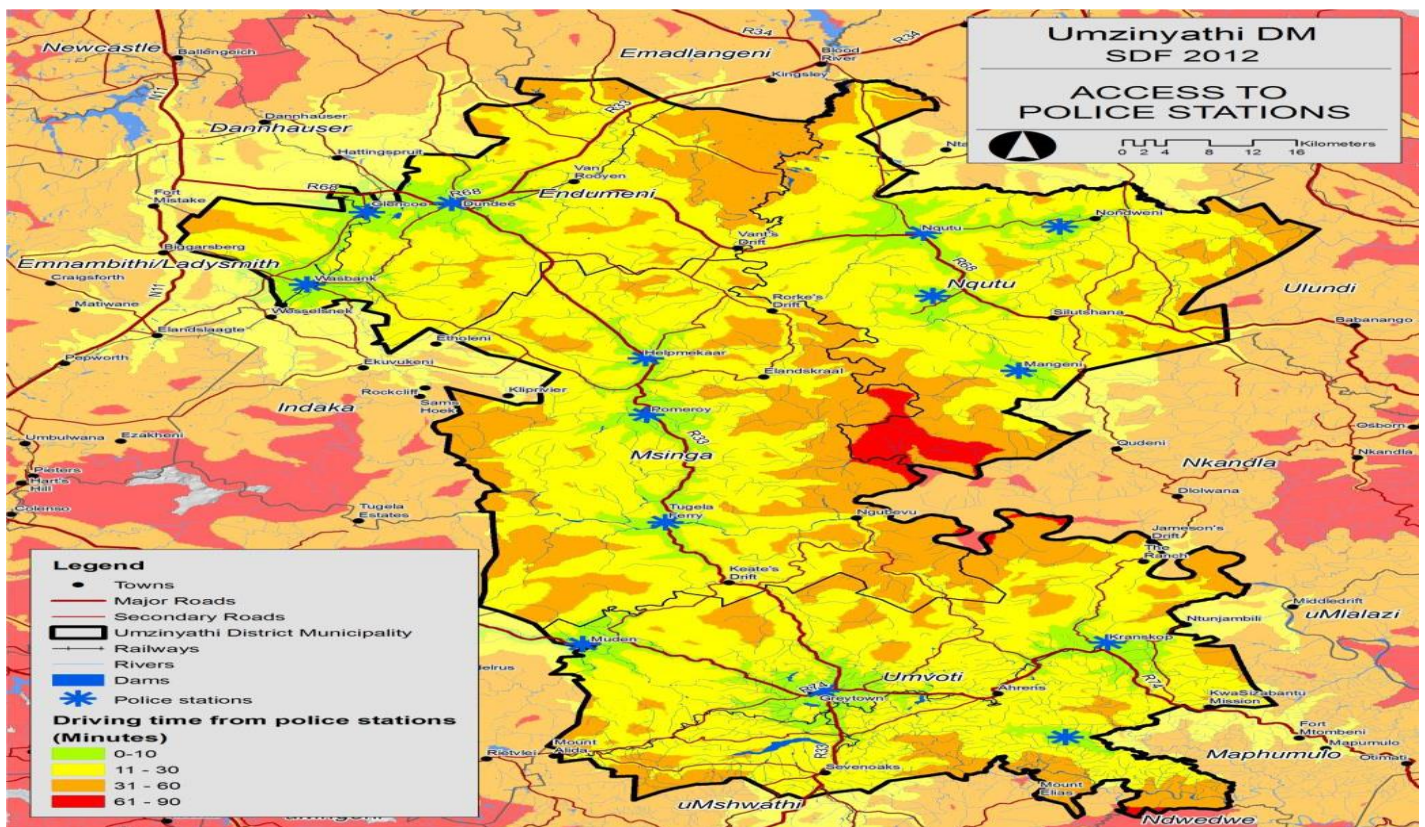 Umzinyathi DM
SDF 2012
ACCESS TO
POLICE STATIONS
Kilometers
0 2 4 8 12 16
Newcastle
Ballengeich
N11
Emadlangeni
R34
R34
Blood
River
Kingsley
R33
Dannhauser
Dannhauser
Hattingspruit
Van
Rooyen
Endumeni
R68
R68
Glencoe
Dundee
Fort
Mistake
Biggarsberg
Emnambithi/Ladysmith
Craigsforth
N11
Matiwane
Wasbank
Wesselsnek
Elandslaagte
Pepworth
Vant's
Drift
Nqutu
Nondweni
R68
Nqutu
Silutshana
Ulundi
Babanango
Rorke's
Drift
Etholeni
Ekuvukeni
Helpmekaar
Elandskraal
Mangeni
Rockcliff
Sams
Hoek
Kliprivier
Indaka
Pomeroy
R33
Msinga
Umbulwana
Ezakheni
Pieters
Hart's
Hill
Colenso
Tugela
Estates
Tugela
Ferry
Ngubevu
Qudeni
Osborn
Nkandla
Nkandla
Dlolwana
Jameson's
Drift
The
Ranch
Keate's
Drift
Middledrift
uMlalazi
Ntunjambili
Muden
Kranskop
R74
Umvoti
R74
Greytown
Ahrens
KwaSizabantu
Mission
Fort
Mtombeni
Mapumulo
Otimati
Maphumulo
Rietvlei
Mount
Alida
R33
Sevenoaks
uMshwathi
Mount
Elias
Ndwedwe
Legend
Towns
Major Roads
Secondary Roads
Umzinyathi District Municipality
Railways
Rivers
Dams
Police stations
Driving time from police stations
(Minutes)
0-10
11 - 30
31 - 60
61 - 90